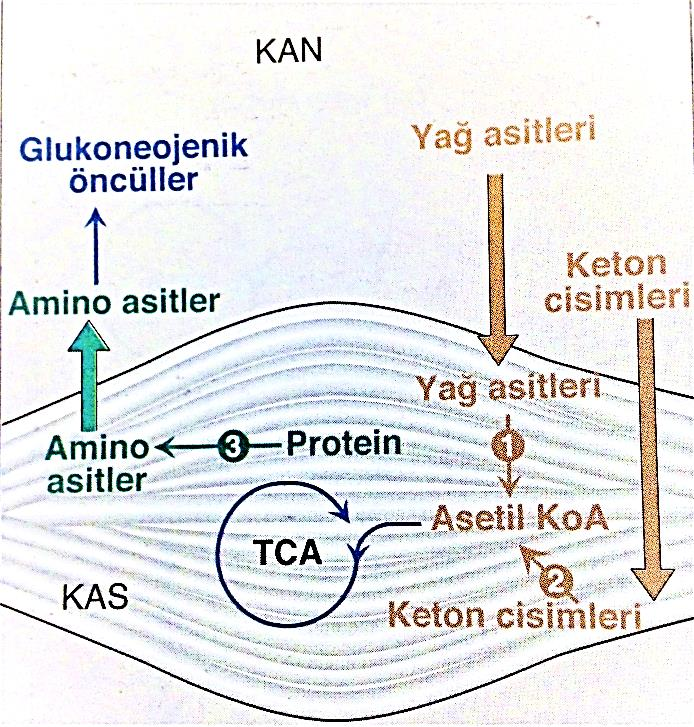 KAN
Glukoneojenik
öncüller
Yağ asitleri
Keton
cisimleri
Amino asitler
Yağ asitleri
Amino
asitler
3
Protein
1
Asetil KoA
TCA
2
KAS
Keton cisimleri